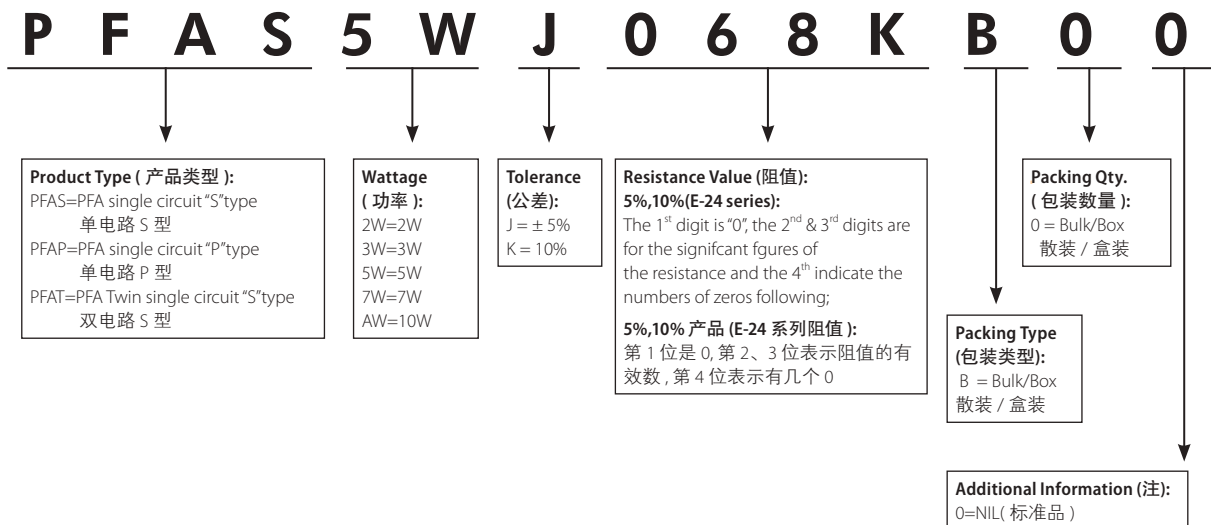 P F A S 5 W J 0 6 8 K B 0 0
Product Type ( 产品类型 ):
PFAS=PFA single circuit “S”type
单电路 S 型
PFAP=PFA single circuit “P”type
单电路 P 型
PFAT=PFA Twin single circuit “S”type
双电路 S 型
Wattage
( 功率 ):
2W=2W
3W=3W
5W=5W
7W=7W
AW=10W
Tolerance
(公差):
J = ± 5%
K = 10%
Resistance Value (阻值):
5%,10%(E-24 series):
The 1st digit is “0”, the 2nd & 3rd digits are
for the signifcant fgures of
the resistance and the 4th indicate the
numbers of zeros following;
5%,10% 产品 (E-24 系列阻值 ):
第 1 位是 0, 第 2、3 位表示阻值的有
效数 , 第 4 位表示有几个 0
Packing Type
(包装类型):
B = Bulk/Box
散装 / 盒装
Packing Qty.
( 包装数量 ):
0 = Bulk/Box
散装 / 盒装
Additional Information (注):
0=NIL( 标准品 )